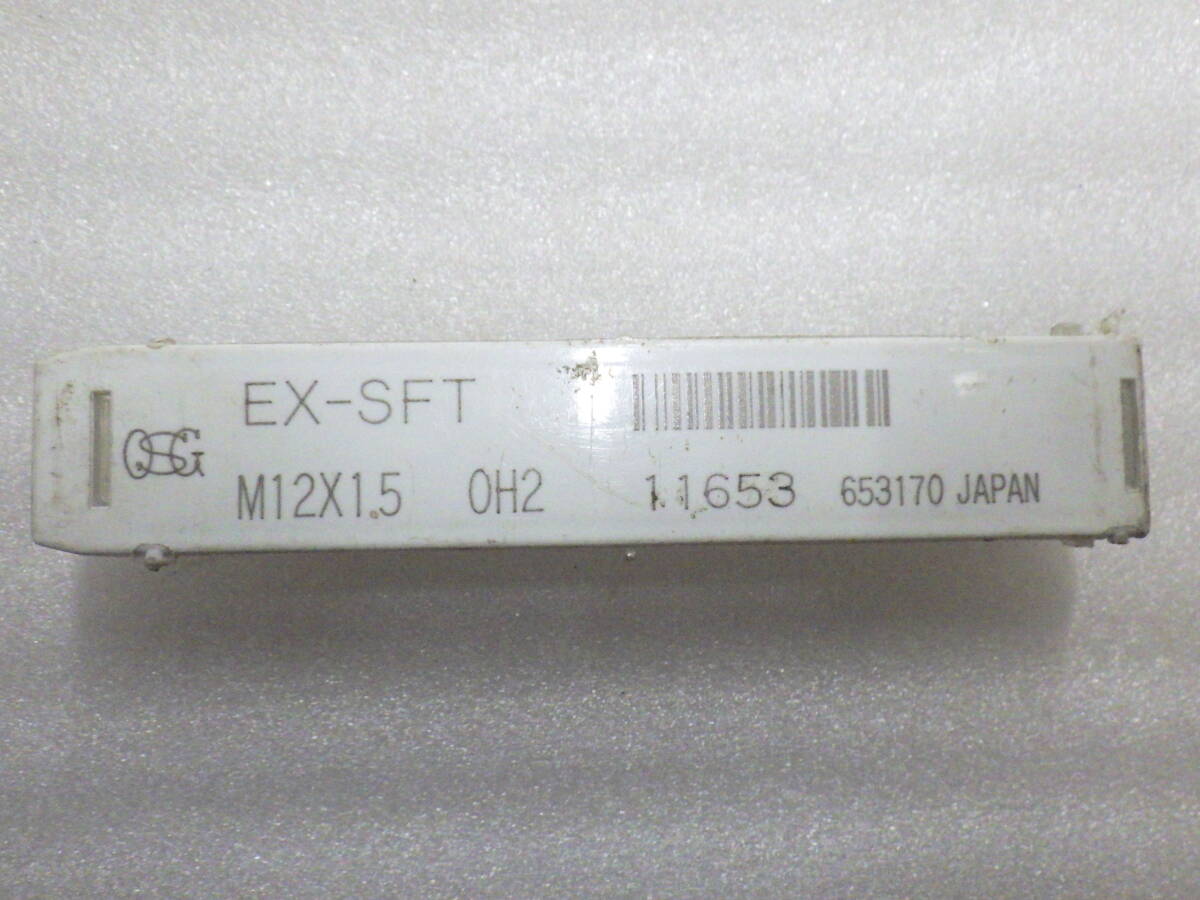 EX-SFT
OSG
M12X1.5 OH2 11653 653170 JAPAN